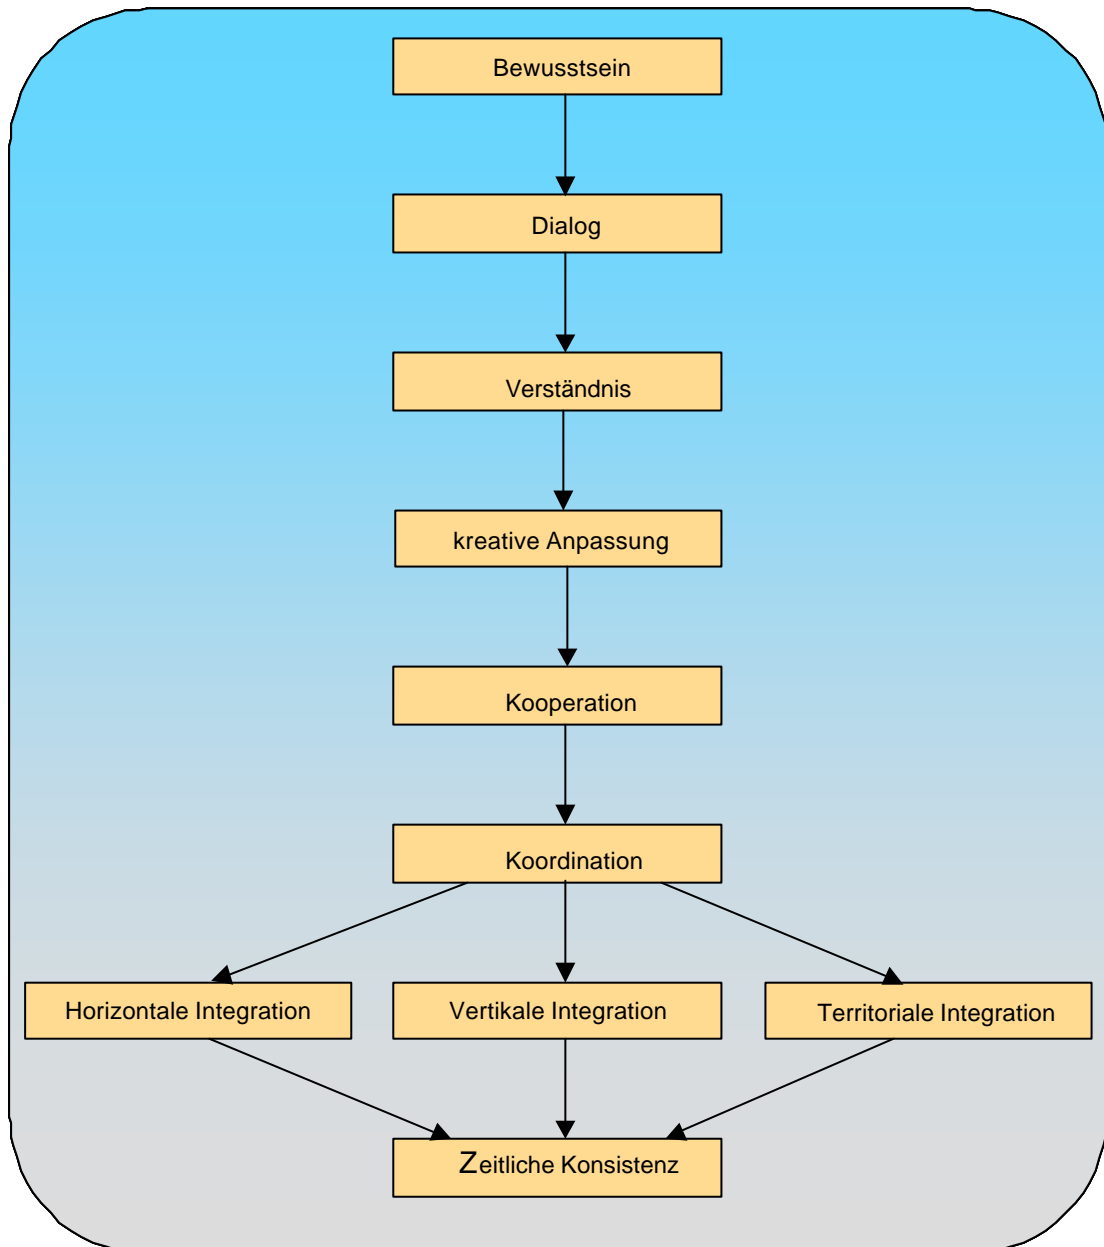 Bewusstsein
Dialog
Verständnis
kreative Anpassung
Kooperation
Koordination
Horizontale Integration
Vertikale Integration
Territoriale Integration
Zeitliche Konsistenz